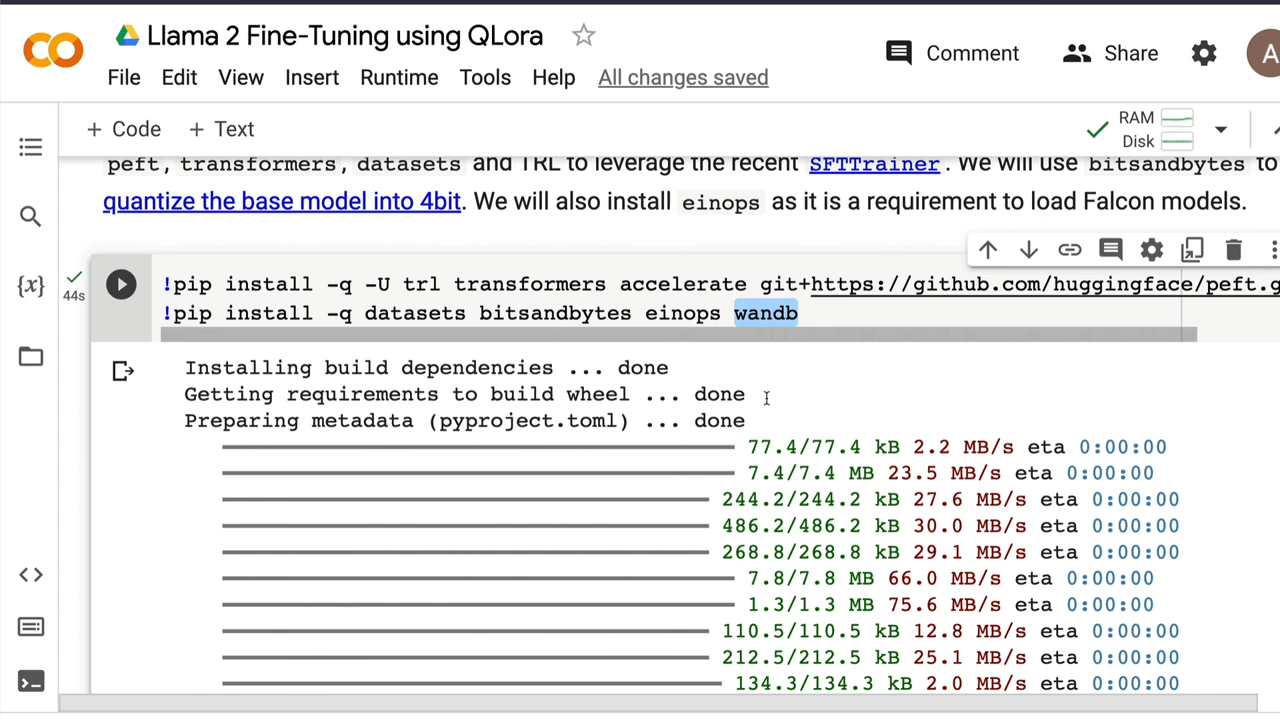 Llama 2 Fine-Tuning using QLora
Comment
Share
A
File Edit View Insert Runtime Tools Help All changes saved
+ Code + Text
RAM
Disk
peft, transformers, datasets and TRL to leverage the recent SFTTrainer. We will use bitsandbytes to
quantize the base model into 4bit. We will also install einops as it is a requirement to load Falcon models.
{x}
44s
!pip install -q -U trl transformers accelerate git+https://github.com/huggingface/peft.g
!pip install -q datasets bitsandbytes einops wandb
Installing build dependencies ... done
Getting requirements to build wheel ... done
Preparing metadata (pyproject.toml) ... done
77.4/77.4 kB 2.2 MB/s eta 0:00:00
7.4/7.4 MB 23.5 MB/s eta 0:00:00
244.2/244.2 kB 27.6 MB/s eta 0:00:00
486.2/486.2 kB 30.0 MB/s eta 0:00:00
268.8/268.8 kB 29.1 MB/s eta 0:00:00
7.8/7.8 MB 66.0 MB/s eta 0:00:00
1.3/1.3 MB 75.6 MB/s eta 0:00:00
110.5/110.5 kB 12.8 MB/s eta 0:00:00
212.5/212.5 kB 25.1 MB/s eta 0:00:00
134.3/134.3 kB 2.0 MB/s eta 0:00:00